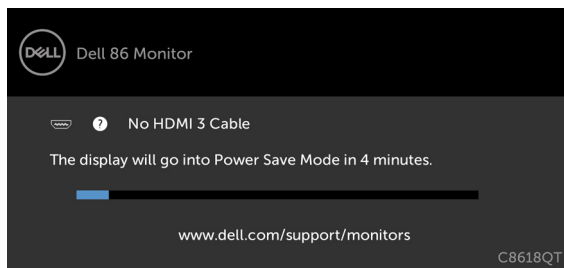 DELL
Dell 86 Monitor
? No HDMI 3 Cable
The display will go into Power Save Mode in 4 minutes.
www.dell.com/support/monitors
C8618QT